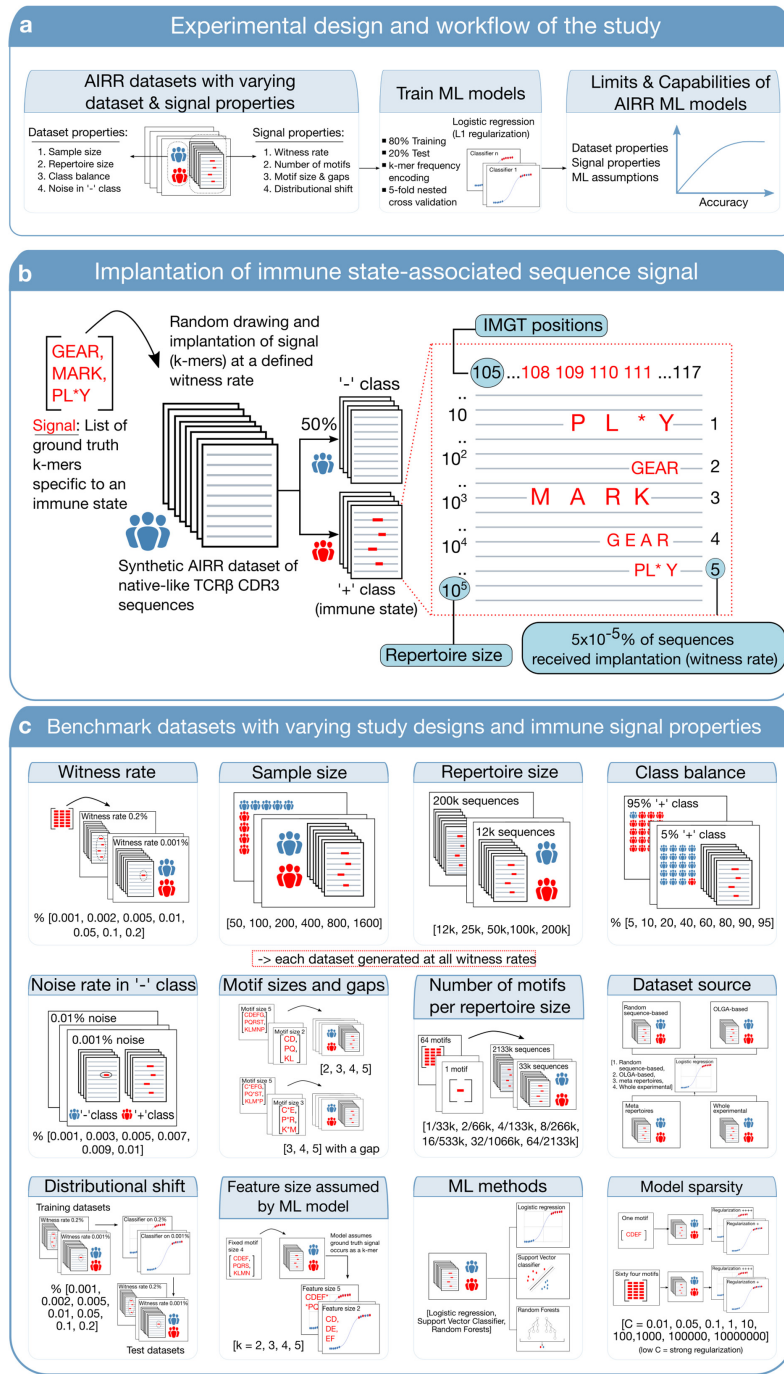 a
Experimental design and workflow of the study
AIRR datasets with varying
dataset & signal properties
Dataset properties:
1. Sample size
2. Repertoire size
3. Class balance
4. Noise in '-' class
Signal properties:
1. Witness rate
2. Number of motifs
3. Motif size & gaps
4. Distributional shift
Train ML models
Logistic regression
(L1 regularization)
80% Training
20% Test
k-mer frequency
encoding
5-fold nested
cross validation
Classifier n
Classifier 1
Limits & Capabilities of
AIRR ML models
Dataset properties
Signal properties
ML assumptions
Accuracy
b
Implantation of immune state-associated sequence signal
GEAR,
MARK,
PL*Y
Signal: List of
ground truth
k-mers
specific to an
immune state
Random drawing and
implantation of signal
(k-mers) at a defined
witness rate
Synthetic AIRR dataset of
native-like TCRβ CDR3
sequences
50%
'-' class
'+' class
(immune state)
IMGT positions
105 ...108 109 110 111 ...117
..
10
P L * Y
1
..
10²
GEAR
2
..
10³
M A R K
3
..
10⁴
G E A R
4
..
PL* Y
5
10⁵
Repertoire size
5x10⁻⁵% of sequences
received implantation (witness rate)
c
Benchmark datasets with varying study designs and immune signal properties
Witness rate
Witness rate 0.2%
Witness rate 0.001%
% [0.001, 0.002, 0.005, 0.01,
0.05, 0.1, 0.2]
Sample size
[50, 100, 200, 400, 800, 1600]
Repertoire size
200k sequences
12k sequences
[12k, 25k, 50k,100k, 200k]
Class balance
95% '+' class
5% '+' class
% [5, 10, 20, 40, 60, 80, 90, 95]
-> each dataset generated at all witness rates
Noise rate in '-' class
0.01% noise
0.001% noise
'-'class '+'class
% [0.001, 0.003, 0.005, 0.007,
0.009, 0.01]
Motif sizes and gaps
Motif size 5
CDEFG,
PQRST,
KLMNP
Motif size 2
CD,
PQ,
KL
[2, 3, 4, 5]
Motif size 5
C*EFG,
PQ*ST,
KLM*P
Motif size 3
C*E,
P*R,
K*M
[3, 4, 5] with a gap
Number of motifs
per repertoire size
64 motifs
1 motif
2133k sequences
33k sequences
[1/33k, 2/66k, 4/133k, 8/266k,
16/533k, 32/1066k, 64/2133k]
Dataset source
Random
sequence-based
OLGA-based
[1. Random
sequence-based,
2. OLGA-based,
3. meta repertoires,
4. Whole experimental]
Logistic regression
Meta
repertoires
Whole
experimental
Distributional shift
Training datasets
Witness rate 0.2%
Witness rate 0.001%
Classifier on 0.2%
Classifier on 0.001%
% [0.001,
0.002, 0.005,
0.01, 0.05,
0.1, 0.2]
Witness rate 0.2%
Witness rate 0.001%
Test datasets
Feature size assumed
by ML model
Fixed motif
size 4
CDEF,
PQRS,
KLMN
Model assumes
ground truth signal
occurs as a k-mer
Feature size 5
CDEF*
*PQ
Feature size 2
CD,
DE,
EF
[k = 2, 3, 4, 5]
ML methods
Logistic regression
Support Vector
classifier
Random Forests
[Logistic regression,
Support Vector Classifier,
Random Forests]
Model sparsity
One motif
[CDEF]
Regularization ++++
Regularization +
Sixty four motifs
Regularization ++++
Regularization +
[C = 0.01, 0.05, 0.1, 1, 10,
100,1000, 100000, 10000000]
(low C = strong regularization)